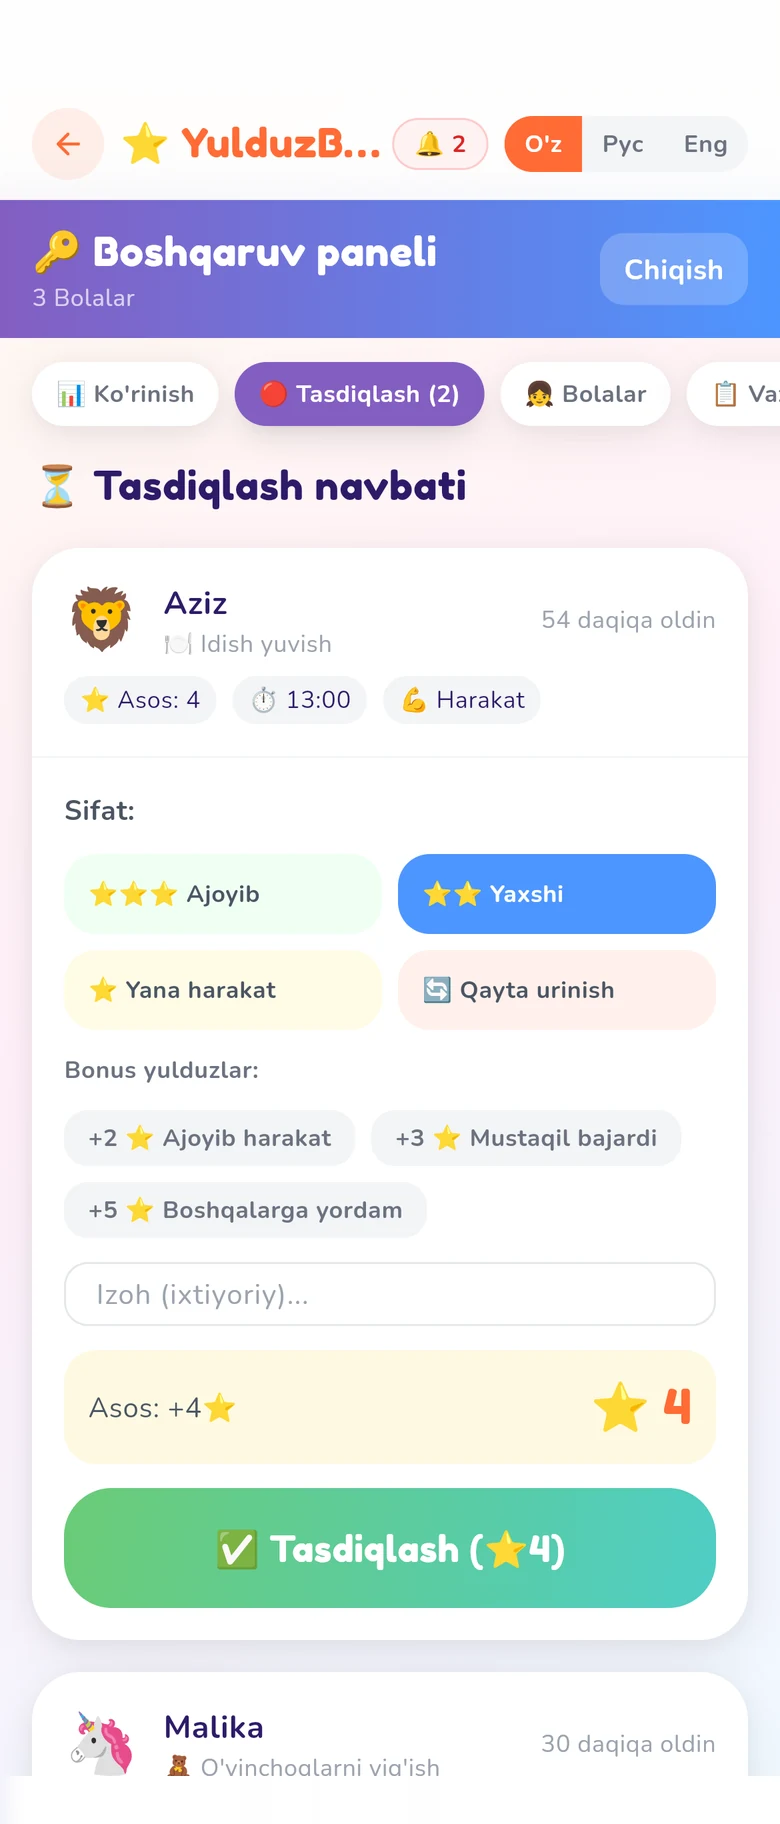 YulduzB...
2
O'z
Рус
Eng
Boshqaruv paneli
3 Bolalar
Chiqish
Ko'rinish
Tasdiqlash (2)
Bolalar
Va
Tasdiqlash navbati
Aziz
Idish yuvish
54 daqiqa oldin
Asos: 4
13:00
Harakat
Sifat:
Ajoyib
Yaxshi
Yana harakat
Qayta urinish
Bonus yulduzlar:
+2 ⭐ Ajoyib harakat
+3 ⭐ Mustaqil bajardi
+5 ⭐ Boshqalarga yordam
Izoh (ixtiyoriy)...
Asos: +4⭐
4
Tasdiqlash (⭐4)
Malika
O'yinchoqlarni yig'ish
30 daqiqa oldin